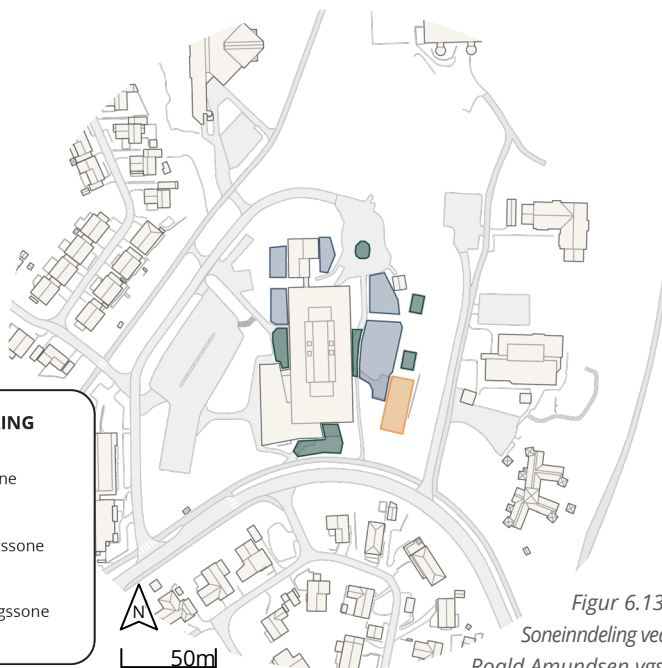 ING
ne
ssone
gssone
N
50m
Figur 6.13
Soneinndeling ved
Roald Amundsen vgs